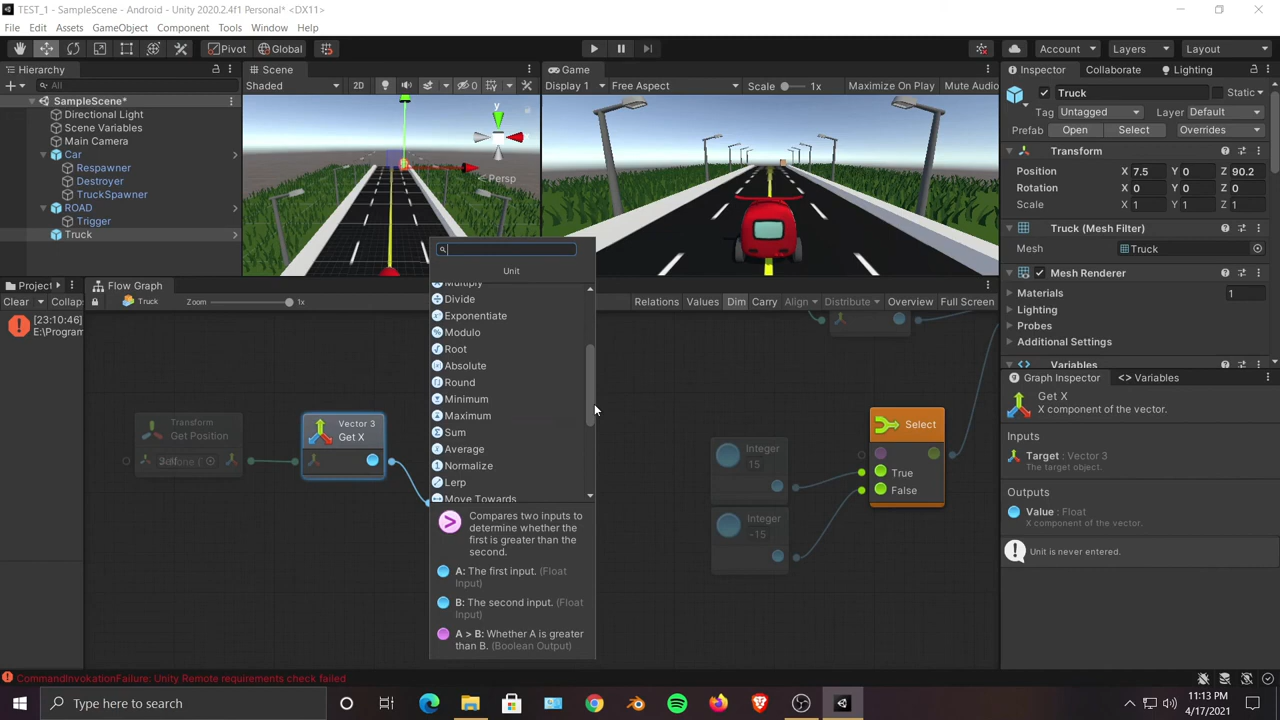 TEST_1 - SampleScene - Android - Unity 2020.2.4f1 Personal* <DX11>
File Edit Assets GameObject Component Tools Window Help
Pivot Global Account Layers Layout
Hierarchy Scene Game Inspector Collaborate Lighting
All Shaded 2D 0 Display 1 Free Aspect Scale 1x Maximize On Play Mute Audio
Truck Static
SampleScene*
Directional Light
Scene Variables
Main Camera
Car
Respawner
Destroyer
TruckSpawner
ROAD
Trigger
Truck
y
Persp
Tag Untagged Layer Default
Prefab Open Select Overrides
Transform
Position X 7.5 Y 0 Z 90.2
Rotation X 0 Y 0 Z 0
Scale X 1 Y 1 Z 1
Truck (Mesh Filter)
Mesh Truck
Mesh Renderer
Materials 1
Lighting
Probes
Additional Settings
Variables
Project Flow Graph
Clear Collaps Truck Zoom 1x Relations Values Dim Carry Align Distribute Overview Full Screen
[23:10:46]
E:\Program
Transform
Get Position
Vector 3
Get X
Unit
Multiply
Divide
Exponentiate
Modulo
Root
Absolute
Round
Minimum
Maximum
Sum
Average
Normalize
Lerp
Move Towards
Compares two inputs to
determine whether the
first is greater than the
second.
A: The first input. (Float
Input)
B: The second input. (Float
Input)
A > B: Whether A is greater
than B. (Boolean Output)
Integer
15
Integer
-15
Select
True
False
Graph Inspector <> Variables
Get X
X component of the vector.
Inputs
Target : Vector 3
The target object.
Outputs
Value : Float
X component of the vector.
Unit is never entered.
CommandInvokationFailure: Unity Remote requirements check failed
Type here to search
11:13 PM
4/17/2021